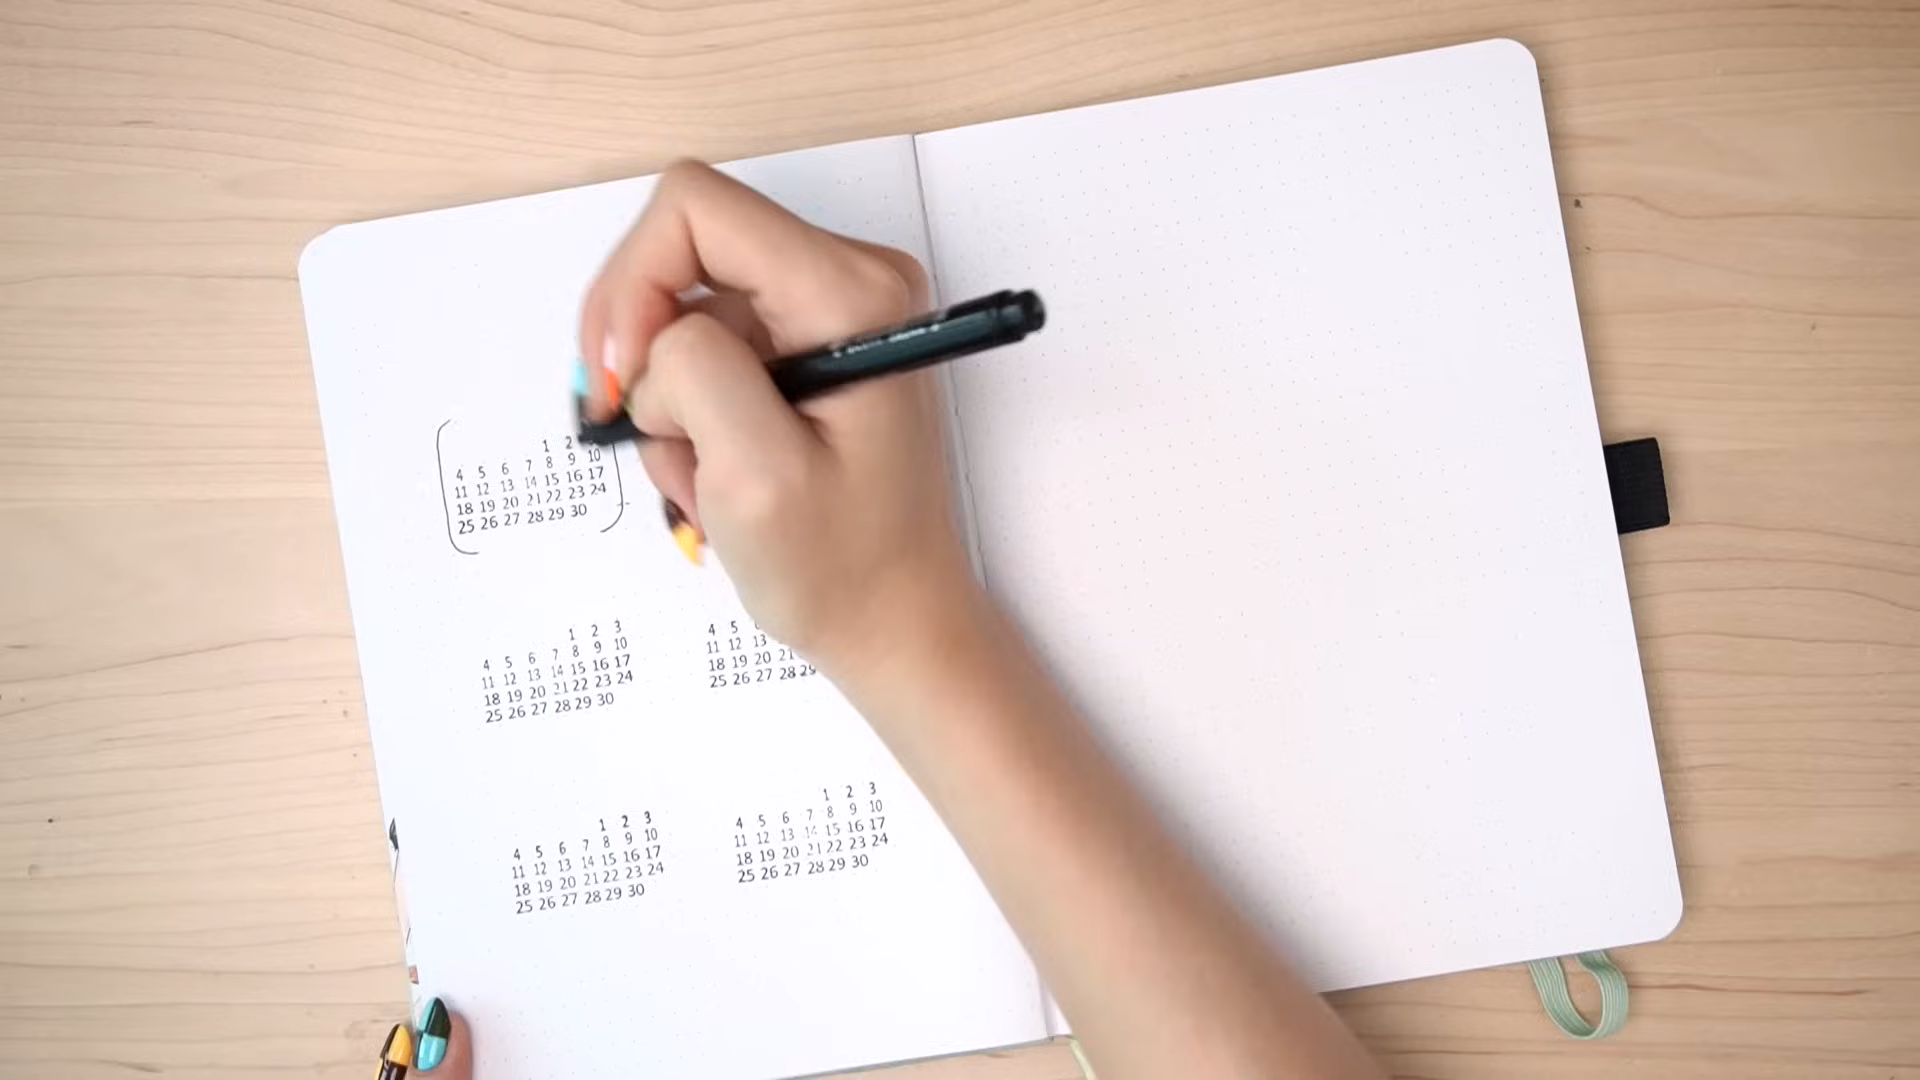 1 2
4 5 6 7 8 9 10
11 12 13 14 15 16 17
18 19 20 21 22 23 24
25 26 27 28 29 30
1 2 3
4 5 6 7 8 9 10
11 12 13 14 15 16 17
18 19 20 21 22 23 24
25 26 27 28 29 30
4 5
11 12 13
18 19 20 21
25 26 27 28 29
1 2 3
4 5 6 7 8 9 10
11 12 13 14 15 16 17
18 19 20 21 22 23 24
25 26 27 28 29 30
1 2 3
4 5 6 7 8 9 10
11 12 13 14 15 16 17
18 19 20 21 22 23 24
25 26 27 28 29 30